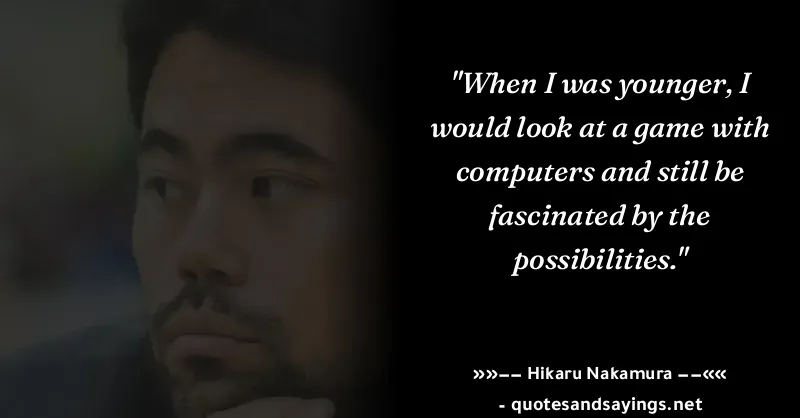 "When I was younger, I
would look at a game with
computers and still be
fascinated by the
possibilities."
»»–– Hikaru Nakamura ––««
- quotesandsayings.net